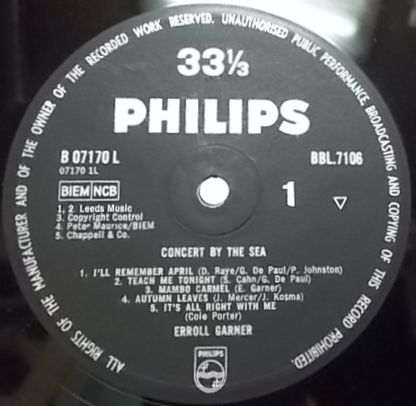 ALL RIGHTS OF THE MANUFACTURER AND OF THE OWNER OF THE RECORDED WORK RESERVED. UNAUTHORISED PUBLIC PERFORMANCE BROADCASTING AND COPYING OF THIS RECORD PROHIBITED.
33⅓
PHILIPS
B 07170 L
BBL.7106
07170 1L
BIEM NCB
1
1, 2 Leeds Music
3. Copyright Control
4. Peter Maurice/BIEM
5. Chappell & Co.
CONCERT BY THE SEA
1. I'LL REMEMBER APRIL (D. Raye/G. De Paul/P. Johnston)
2. TEACH ME TONIGHT (S. Cahn/G. De Paul)
3. MAMBO CARMEL (E. Garner)
4. AUTUMN LEAVES (J. Mercer/J. Kosma)
5. IT'S ALL RIGHT WITH ME
(Cole Porter)
ERROLL GARNER
PHILIPS